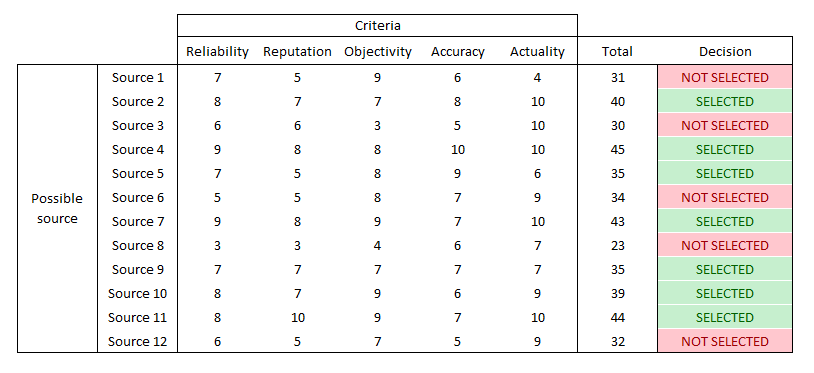 Criteria
Reliability Reputation Objectivity Accuracy Actuality Total Decision
Source 1 7 5 9 6 4 31 NOT SELECTED
Source 2 8 7 7 8 10 40 SELECTED
Source 3 6 6 3 5 10 30 NOT SELECTED
Source 4 9 8 8 10 10 45 SELECTED
Source 5 7 5 8 9 6 35 SELECTED
Possible source
Source 6 5 5 8 7 9 34 NOT SELECTED
Source 7 9 8 9 7 10 43 SELECTED
Source 8 3 3 4 6 7 23 NOT SELECTED
Source 9 7 7 7 7 7 35 SELECTED
Source 10 8 7 9 6 9 39 SELECTED
Source 11 8 10 9 7 10 44 SELECTED
Source 12 6 5 7 5 9 32 NOT SELECTED